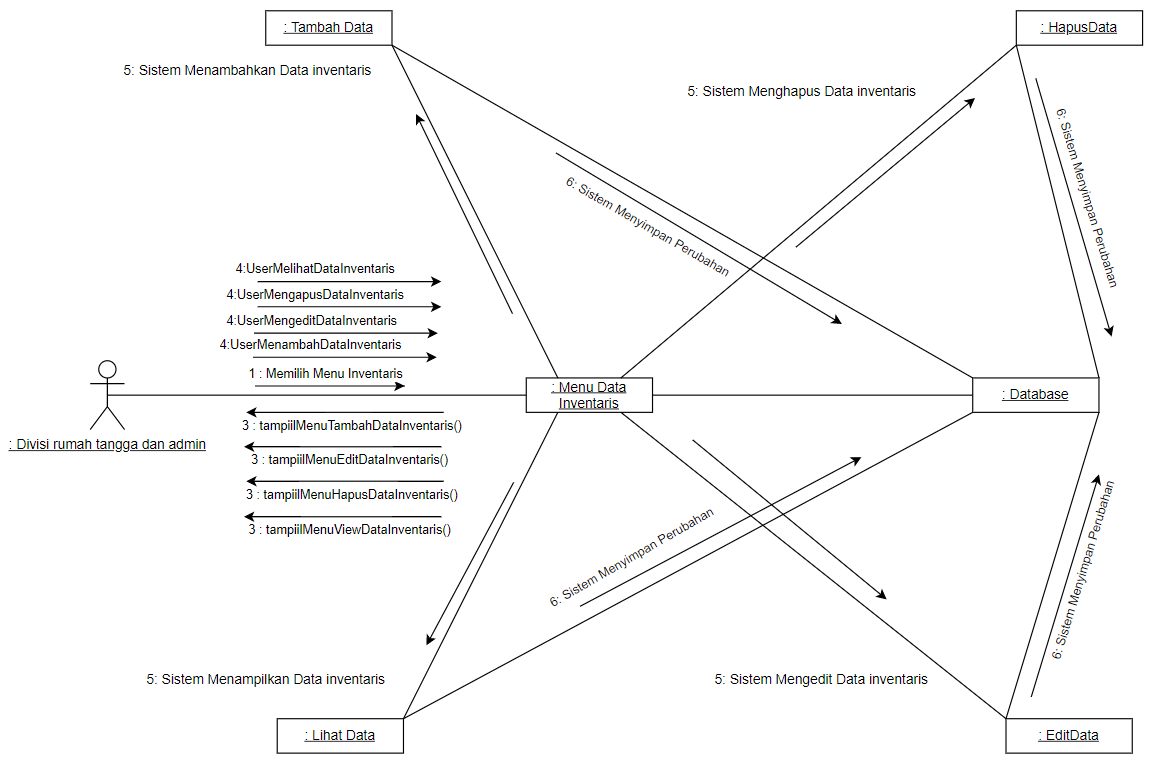 : Tambah Data
: HapusData
5: Sistem Menambahkan Data inventaris
5: Sistem Menghapus Data inventaris
6: Sistem Menyimpan Perubahan
6: Sistem Menyimpan Perubahan
4:UserMelihatDataInventaris
4:UserMengapusDataInventaris
4:UserMengeditDataInventaris
4:UserMenambahDataInventaris
1 : Memilih Menu Inventaris
: Menu Data
Inventaris
: Database
: Divisi rumah tangga dan admin
3 : tampiilMenuTambahDataInventaris()
3 : tampiilMenuEditDataInventaris()
3 : tampiilMenuHapusDataInventaris()
3 : tampiilMenuViewDataInventaris()
6: Sistem Menyimpan Perubahan
6: Sistem Menyimpan Perubahan
5: Sistem Menampilkan Data inventaris
5: Sistem Mengedit Data inventaris
: Lihat Data
: EditData